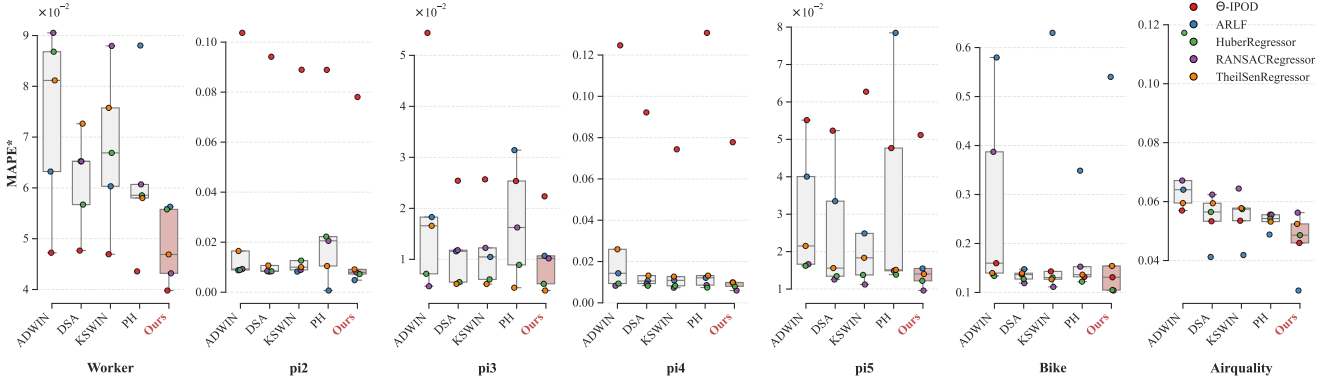 MAPE*
×10⁻²
9
8
7
6
5
4
ADWIN
DSA
KSWIN
PH
Ours
Worker
0.10
0.08
0.06
0.04
0.02
0.00
ADWIN
DSA
KSWIN
PH
Ours
pi2
×10⁻²
5
4
3
2
1
ADWIN
DSA
KSWIN
PH
Ours
pi3
0.12
0.10
0.08
0.06
0.04
0.02
0.00
ADWIN
DSA
KSWIN
PH
Ours
pi4
×10⁻²
8
7
6
5
4
3
2
1
ADWIN
DSA
KSWIN
PH
Ours
pi5
0.6
0.5
0.4
0.3
0.2
0.1
ADWIN
DSA
KSWIN
PH
Ours
Bike
0.12
0.10
0.08
0.06
0.04
ADWIN
DSA
KSWIN
PH
Ours
Airquality
Θ-IPOD
ARLF
HuberRegressor
RANSACRegressor
TheilSenRegressor